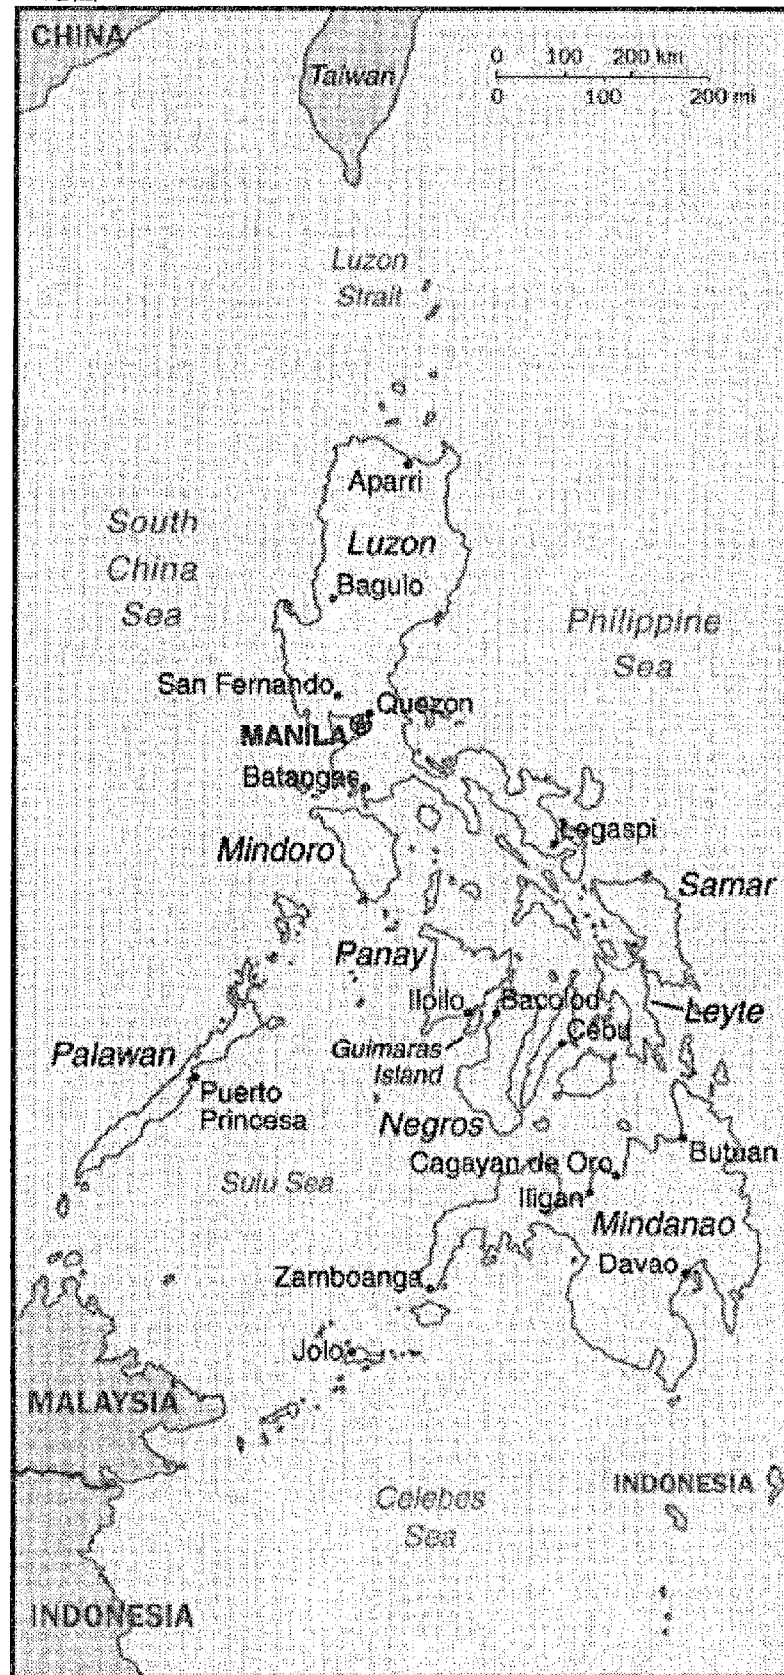 CHINA
Taiwan
0 100 200 km
0 100 200 mi
Luzon
Strait
Aparri
South
China
Sea
Luzon
Baguio
Philippine
Sea
San Fernando
Quezon
MANILA
Batangas
Legaspi
Mindoro
Samar
Panay
Iloilo
Bacolod
Leyte
Cebu
Guimaras
Island
Palawan
Puerto
Princesa
Negros
Butuan
Cagayan de Oro
Sulu Sea
Iligan
Mindanao
Davao
Zamboanga
Jolo
MALAYSIA
INDONESIA
Celebes
Sea
INDONESIA